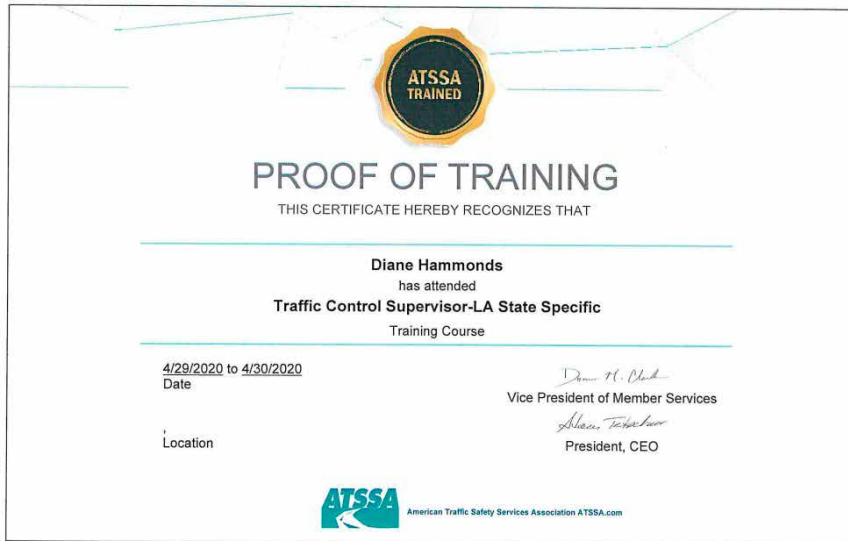 ATSSA
TRAINED
PROOF OF TRAINING
THIS CERTIFICATE HEREBY RECOGNIZES THAT
Diane Hammonds
has attended
Traffic Control Supervisor-LA State Specific
Training Course
4/29/2020 to 4/30/2020
Date
Vice President of Member Services
,
Location
President, CEO
ATSSA
American Traffic Safety Services Association ATSSA.com